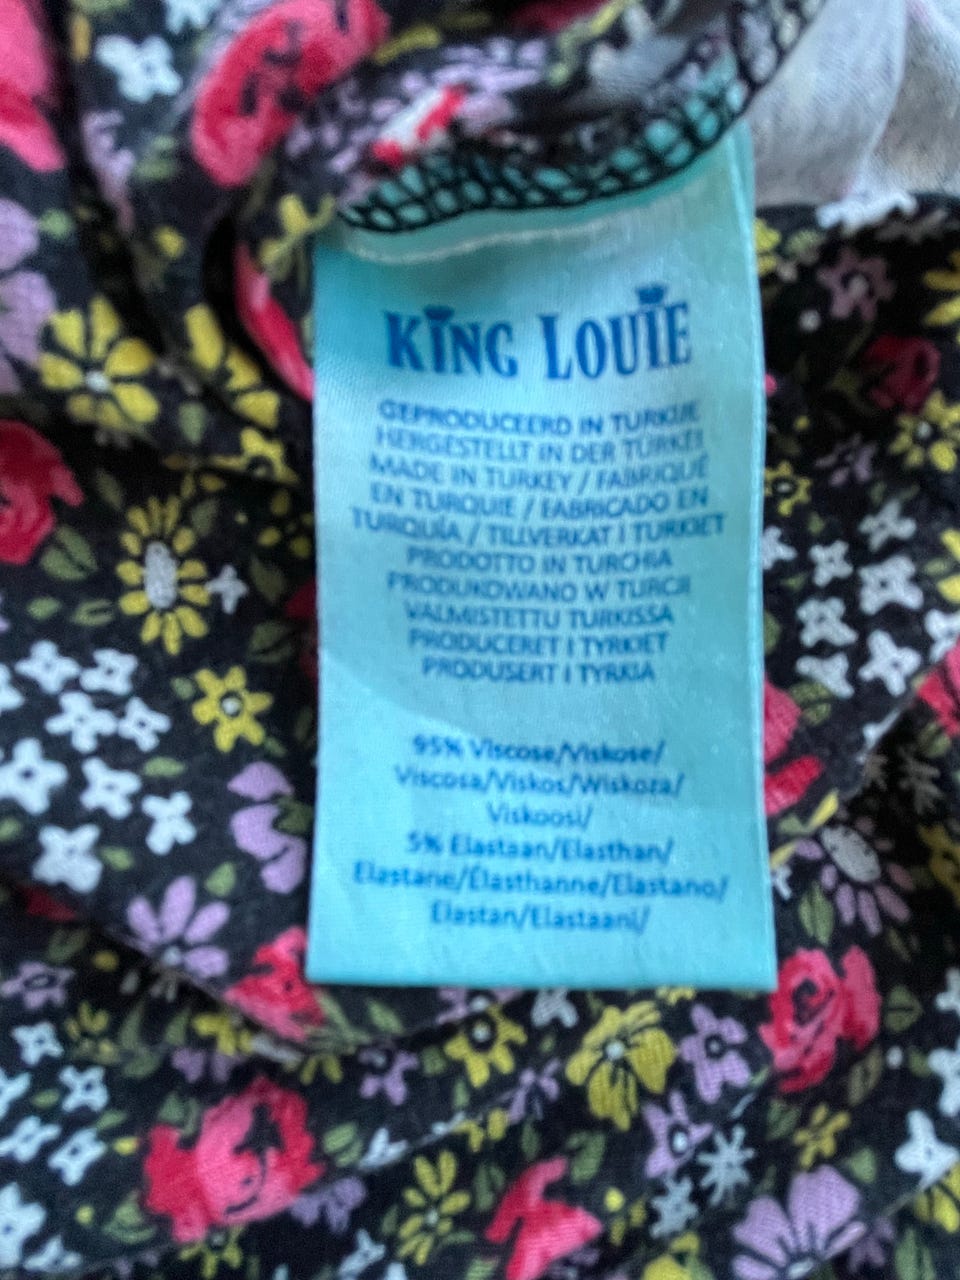 KING LOUIE
GEPRODUCEERD IN TURKIJE
HERGESTELLT IN DER TÜRKEI
MADE IN TURKEY / FABRIQUÉ
EN TURQUIE / FABRICADO EN
TURQUÍA / TILLVERKAT I TURKIET
PRODOTTO IN TURCHIA
PRODUKOWANO W TURCJI
VALMISTETTU TURKISSA
PRODUCERET I TYRKIET
PRODUSERT I TYRKIA
95% Viscose/Viskose/
Viscosa/Viskos/Wiskoza/
Viskoosi/
5% Elastaan/Elasthan/
Elastane/Élasthanne/Elastano/
Elastan/Elastaani/